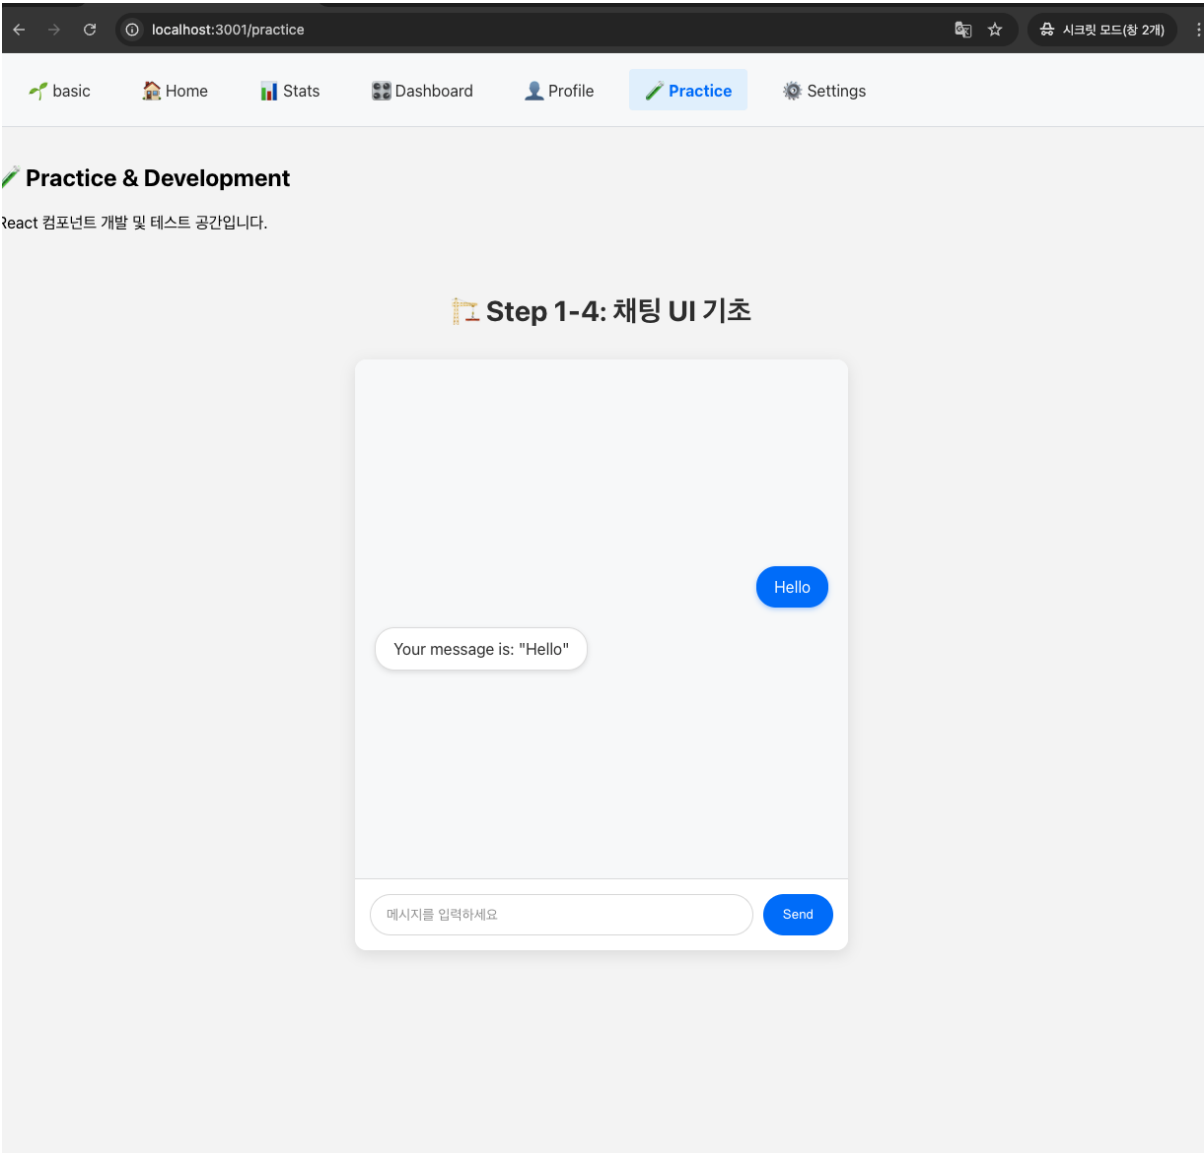 localhost:3001/practice
시크릿 모드(창 2개)
basic
Home
Stats
Dashboard
Profile
Practice
Settings
Practice & Development
React 컴포넌트 개발 및 테스트 공간입니다.
Step 1-4: 채팅 UI 기초
Hello
Your message is: "Hello"
메시지를 입력하세요
Send